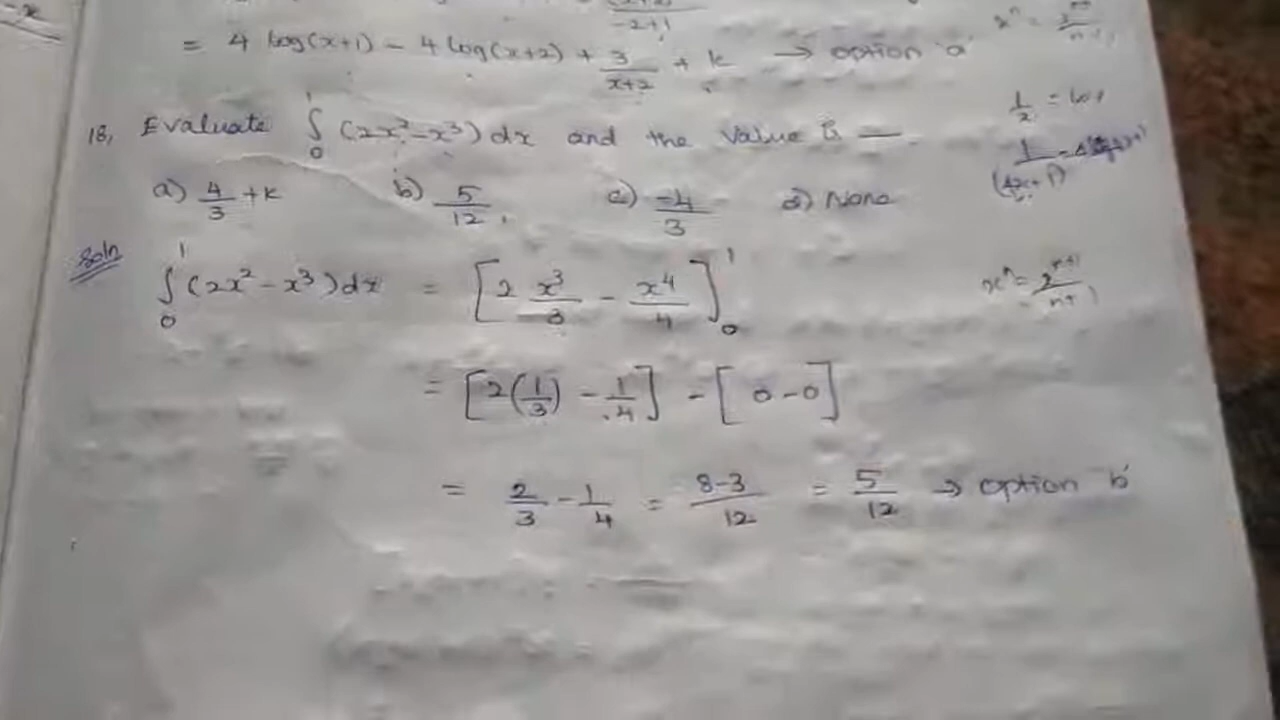 (x+2)
-2+1
= 4 log(x+1) - 4 log(x+2) + 3/(x+2) + k → option 'a'
18, Evaluate ∫₀¹ (2x² - x³) dx and the value is —
a) 4/3 + k b) 5/12 c) -4/3 d) None
Soln
∫₀¹ (2x² - x³) dx = [2 x³/3 - x⁴/4]₀¹
xⁿ = xⁿ⁺¹/n+1
= [2(1/3) - 1/4] - [0-0]
= 2/3 - 1/4 = 8-3/12 = 5/12 → option 'b'